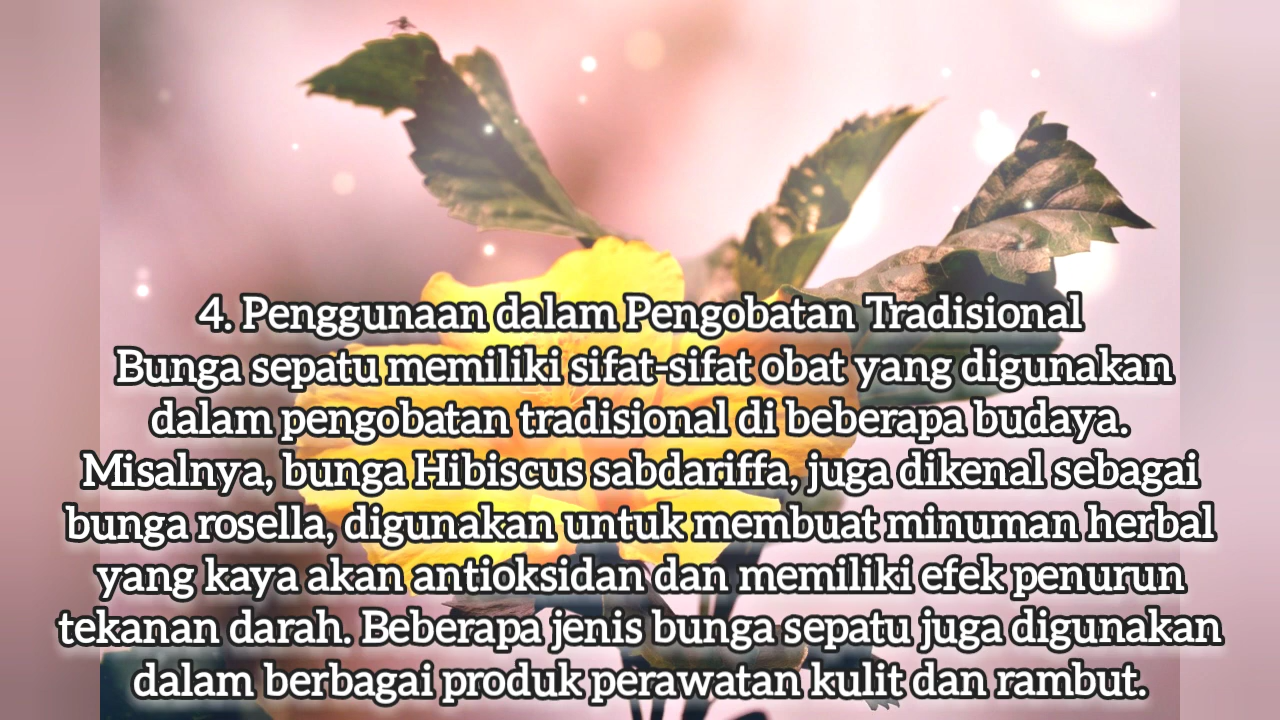 4. Penggunaan dalam Pengobatan Tradisional
Bunga sepatu memiliki sifat-sifat obat yang digunakan
dalam pengobatan tradisional di beberapa budaya.
Misalnya, bunga Hibiscus sabdariffa, juga dikenal sebagai
bunga rosella, digunakan untuk membuat minuman herbal
yang kaya akan antioksidan dan memiliki efek penurun
tekanan darah. Beberapa jenis bunga sepatu juga digunakan
dalam berbagai produk perawatan kulit dan rambut.